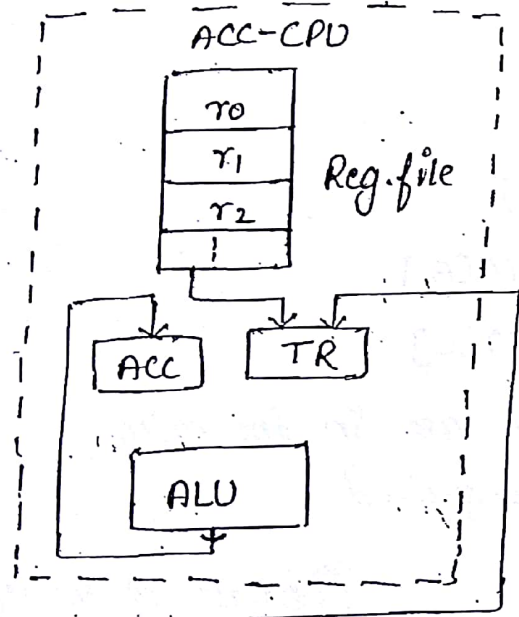 ACC-CPU
r0
r1
r2
Reg. file
ACC
TR
ALU